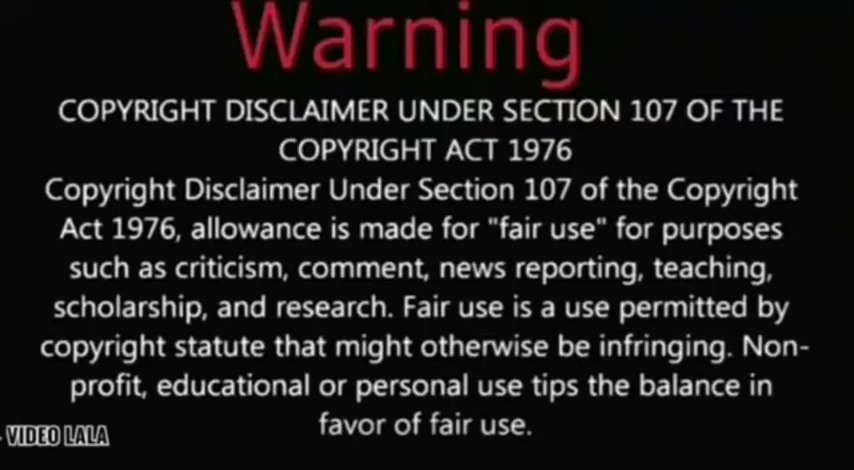 Warning
COPYRIGHT DISCLAIMER UNDER SECTION 107 OF THE
COPYRIGHT ACT 1976
Copyright Disclaimer Under Section 107 of the Copyright
Act 1976, allowance is made for "fair use" for purposes
such as criticism, comment, news reporting, teaching,
scholarship, and research. Fair use is a use permitted by
copyright statute that might otherwise be infringing. Non-
profit, educational or personal use tips the balance in
favor of fair use.
VIDEO LALA